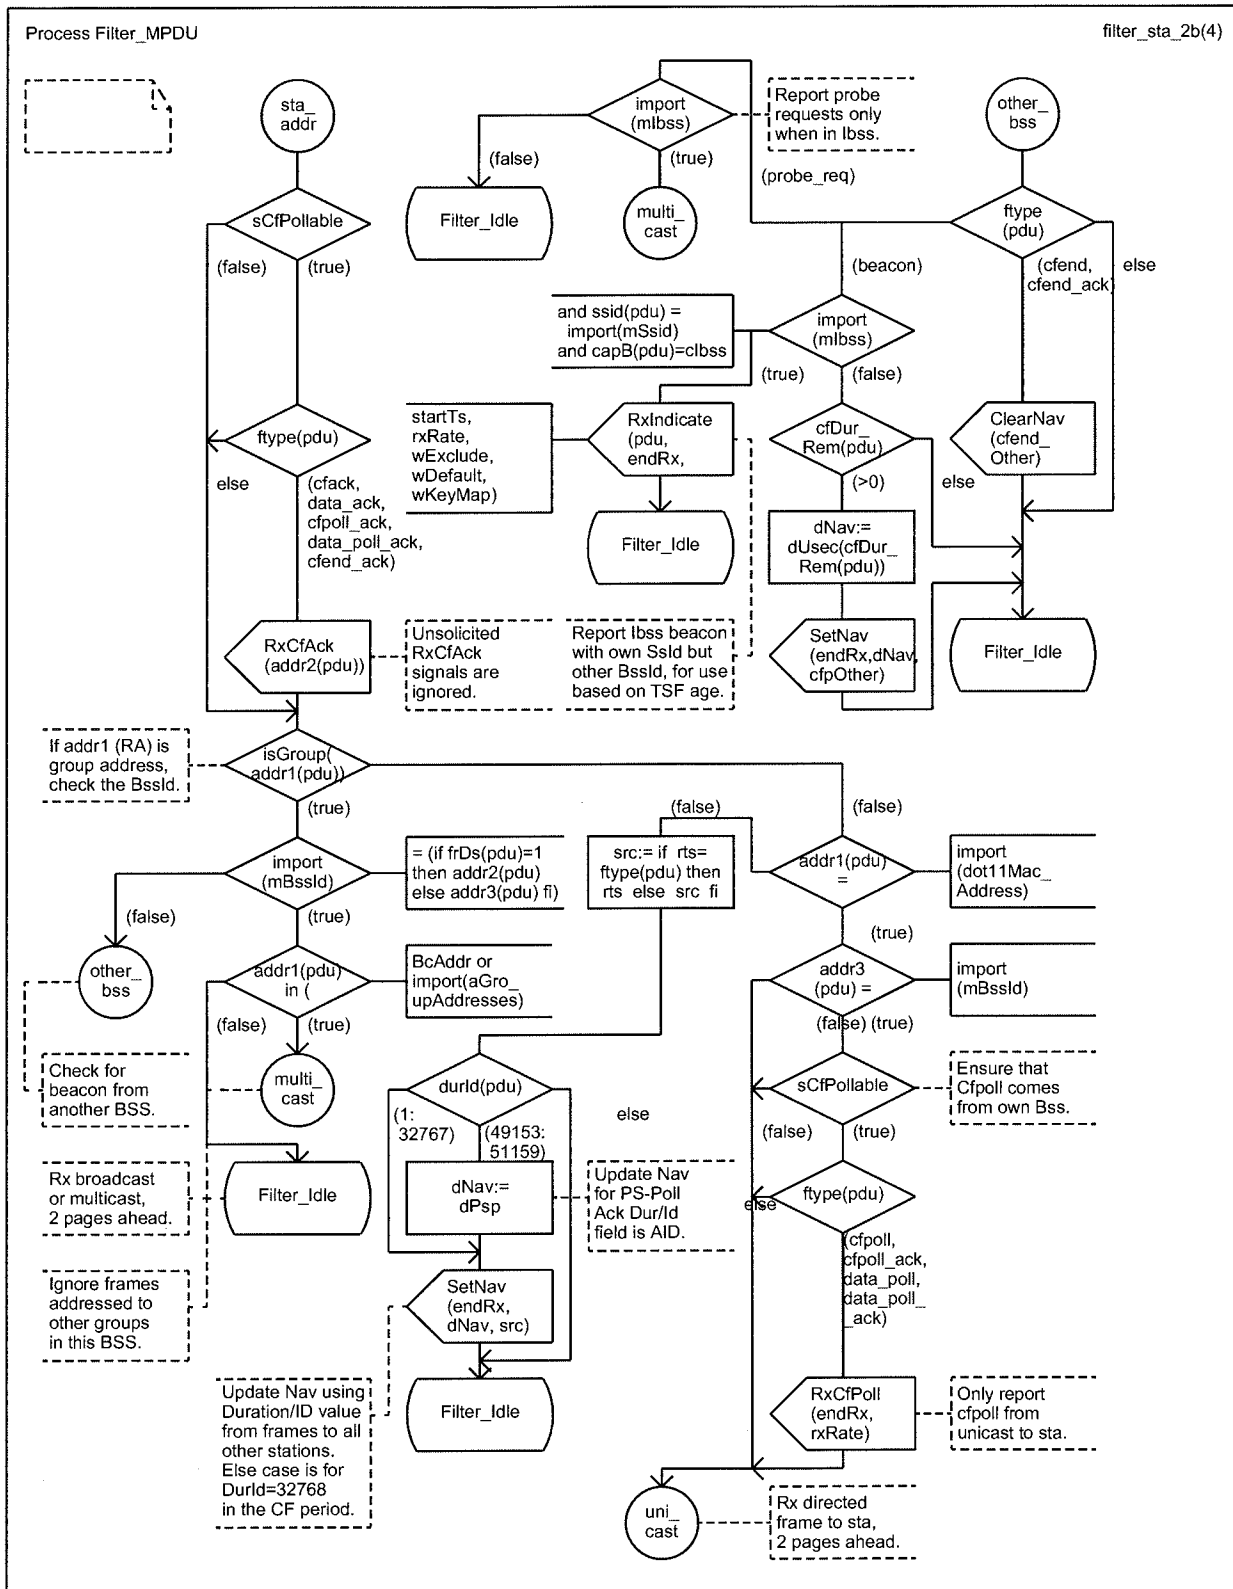 Process Filter_MPDU
filter_sta_2b(4)
sta_
addr
import
(mIbss)
Report probe
requests only
when in Ibss.
other_
bss
(false)
(true)
(probe_req)
sCfPollable
Filter_Idle
multi_
cast
ftype
(pdu)
(false)
(true)
(beacon)
(cfend,
cfend_ack)
else
and ssid(pdu) =
import(mSsid)
and capB(pdu)=cIbss
import
(mIbss)
(true)
(false)
ftype(pdu)
startTs,
rxRate,
wExclude,
wDefault,
wKeyMap)
RxIndicate
(pdu,
endRx,
cfDur_
Rem(pdu)
ClearNav
(cfend_
Other)
else
(cfack,
data_ack,
cfpoll_ack,
data_poll_ack,
cfend_ack)
(>0)
else
Filter_Idle
dNav:=
dUsec(cfDur_
Rem(pdu))
RxCfAck
(addr2(pdu))
Unsolicited
RxCfAck
signals are
ignored.
Report Ibss beacon
with own SsId but
other BssId, for use
based on TSF age.
SetNav
(endRx,dNav,
cfpOther)
Filter_Idle
If addr1 (RA) is
group address,
check the BssId.
isGroup(
addr1(pdu))
(true)
(false)
(false)
import
(mBssId)
= (if frDs(pdu)=1
then addr2(pdu)
else addr3(pdu) fi)
src:= if rts=
ftype(pdu) then
rts else src fi
addr1(pdu)
=
import
(dot11Mac_
Address)
(false)
(true)
(true)
other_
bss
addr1(pdu)
in (
BcAddr or
import(aGro_
upAddresses)
addr3
(pdu) =
import
(mBssId)
(false)
(true)
(false)
(true)
Check for
beacon from
another BSS.
multi_
cast
durId(pdu)
sCfPollable
Ensure that
Cfpoll comes
from own Bss.
(1:
32767)
(49153:
51159)
else
(false)
(true)
Rx broadcast
or multicast,
2 pages ahead.
Filter_Idle
dNav:=
dPsp
Update Nav
for PS-Poll
Ack Dur/Id
field is AID.
else
ftype(pdu)
Ignore frames
addressed to
other groups
in this BSS.
SetNav
(endRx,
dNav, src)
(cfpoll,
cfpoll_ack,
data_poll,
data_poll_
_ack)
Update Nav using
Duration/ID value
from frames to all
other stations.
Else case is for
DurId=32768
in the CF period.
Filter_Idle
RxCfPoll
(endRx,
rxRate)
Only report
cfpoll from
unicast to sta.
uni_
cast
Rx directed
frame to sta,
2 pages ahead.